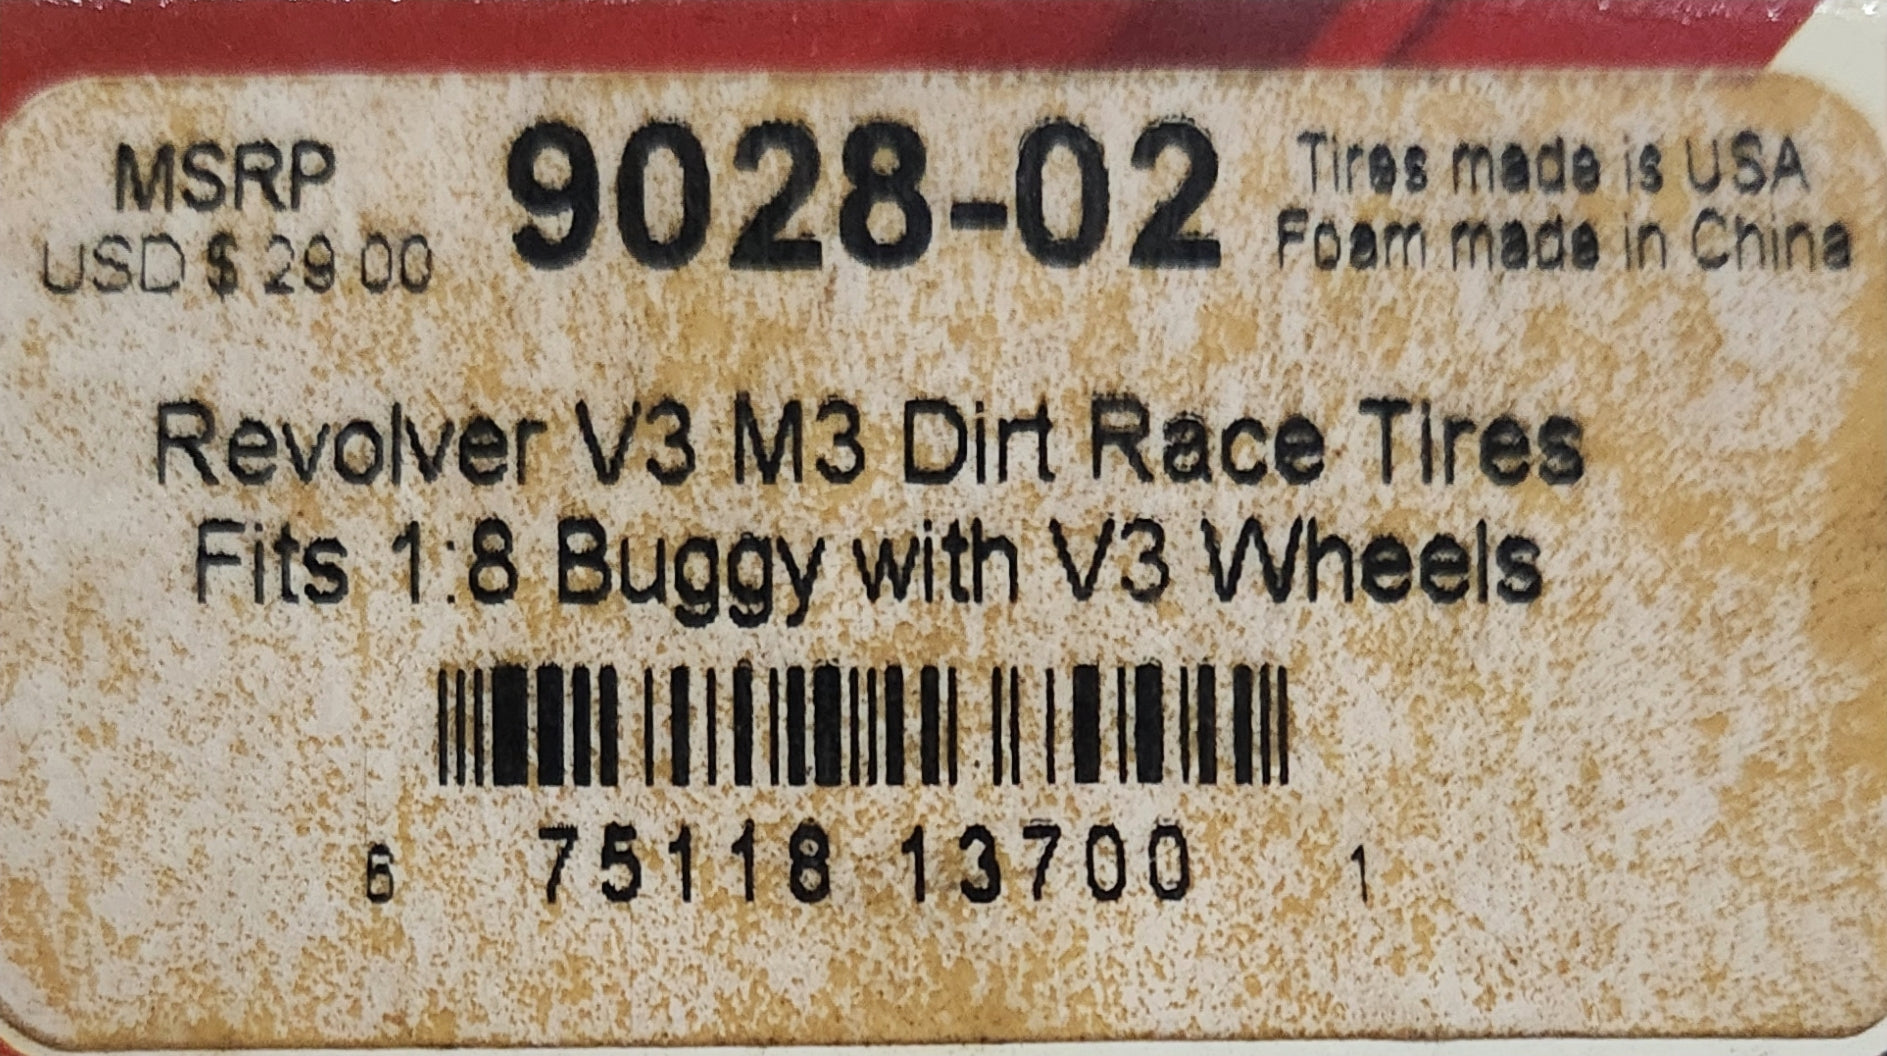 MSRP
USD $ 29.00
9028-02
Tires made is USA
Foam made in China
Revolver V3 M3 Dirt Race Tires
Fits 1:8 Buggy with V3 Wheels
6 75118 13700 1